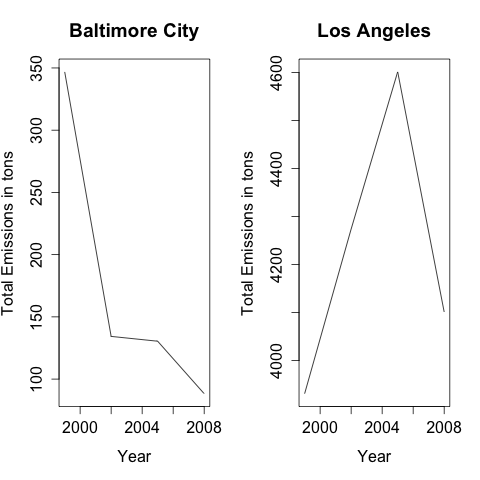 Baltimore City
Total Emissions in tons
350
300
250
200
150
100
2000 2004 2008
Year
Los Angeles
Total Emissions in tons
4600
4400
4200
4000
2000 2004 2008
Year